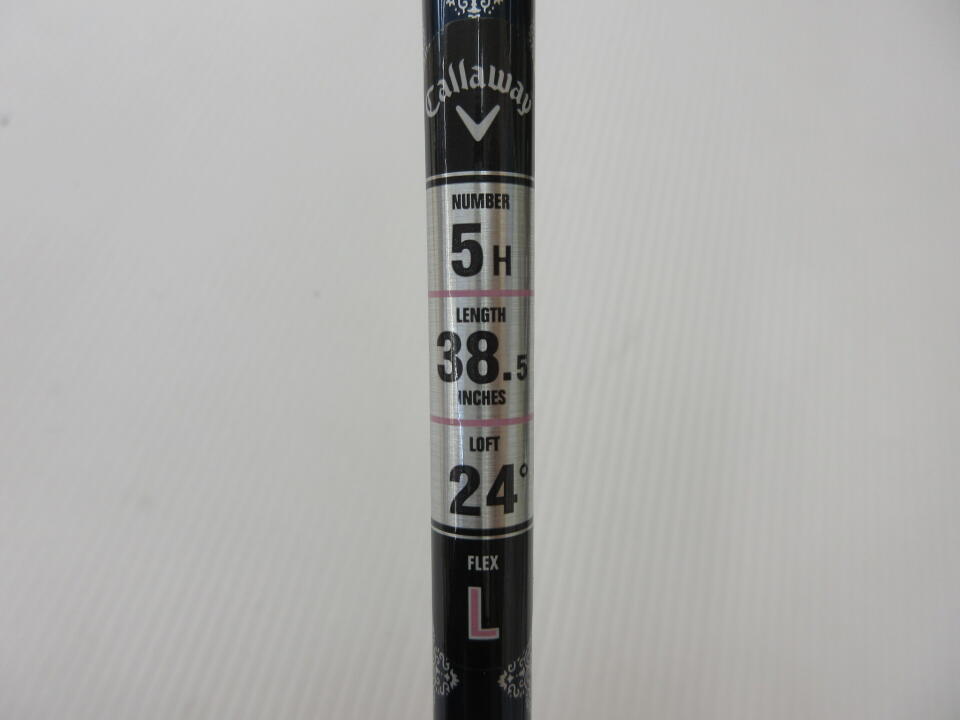 Callaway
NUMBER
5H
LENGTH
38.5
INCHES
LOFT
24°
FLEX
L